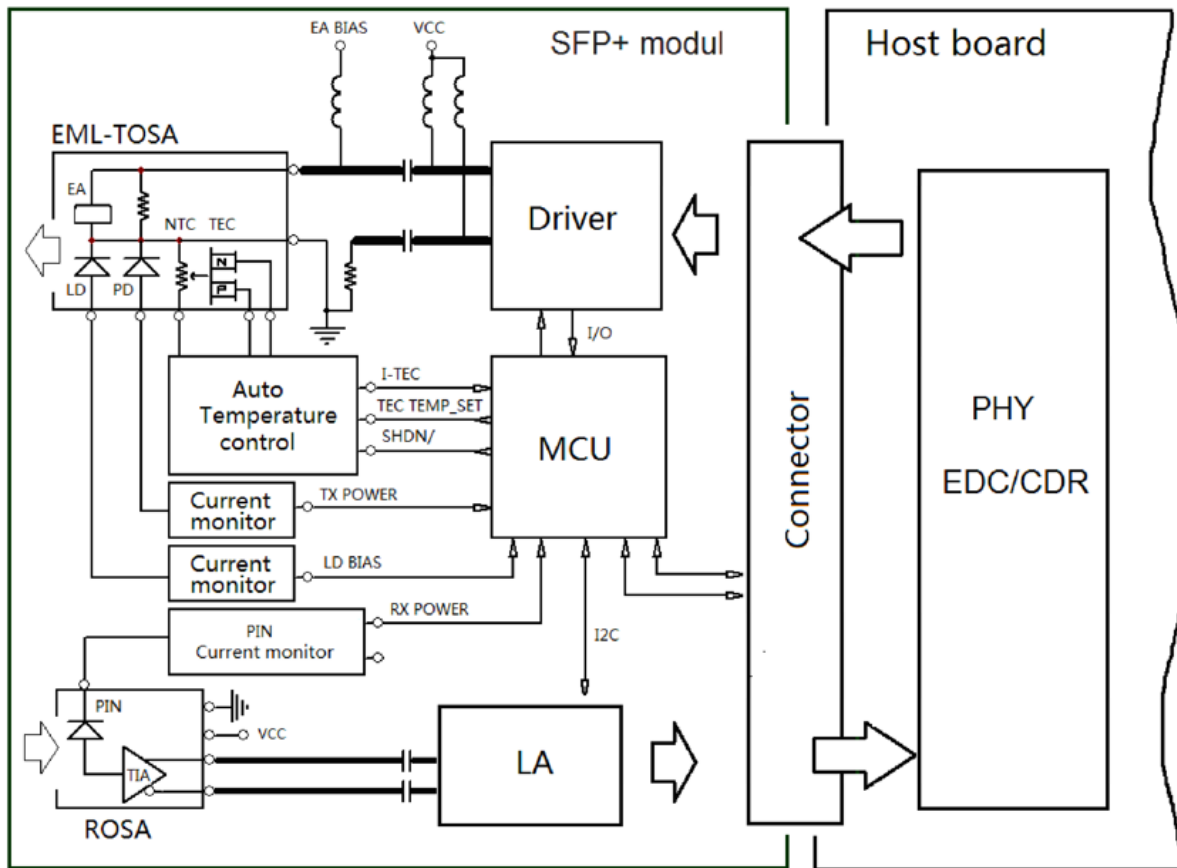 EA BIAS
VCC
SFP+ modul
Host board
EML-TOSA
EA
NTC TEC
N
P
LD
PD
Driver
I/O
Auto
Temperature
control
I-TEC
TEC TEMP_SET
SHDN/
MCU
Connector
PHY
EDC/CDR
Current
monitor
TX POWER
Current
monitor
LD BIAS
PIN
Current monitor
RX POWER
I2C
PIN
VCC
TIA
LA
ROSA